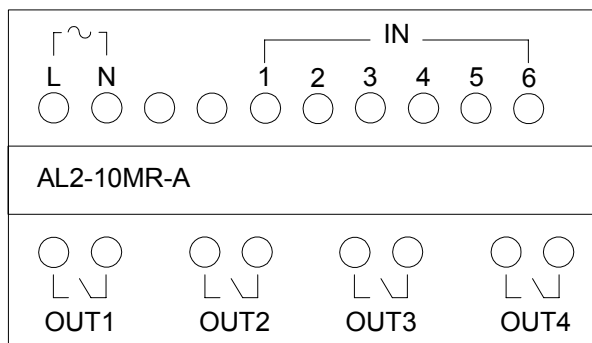 IN
L N 1 2 3 4 5 6
AL2-10MR-A
OUT1 OUT2 OUT3 OUT4